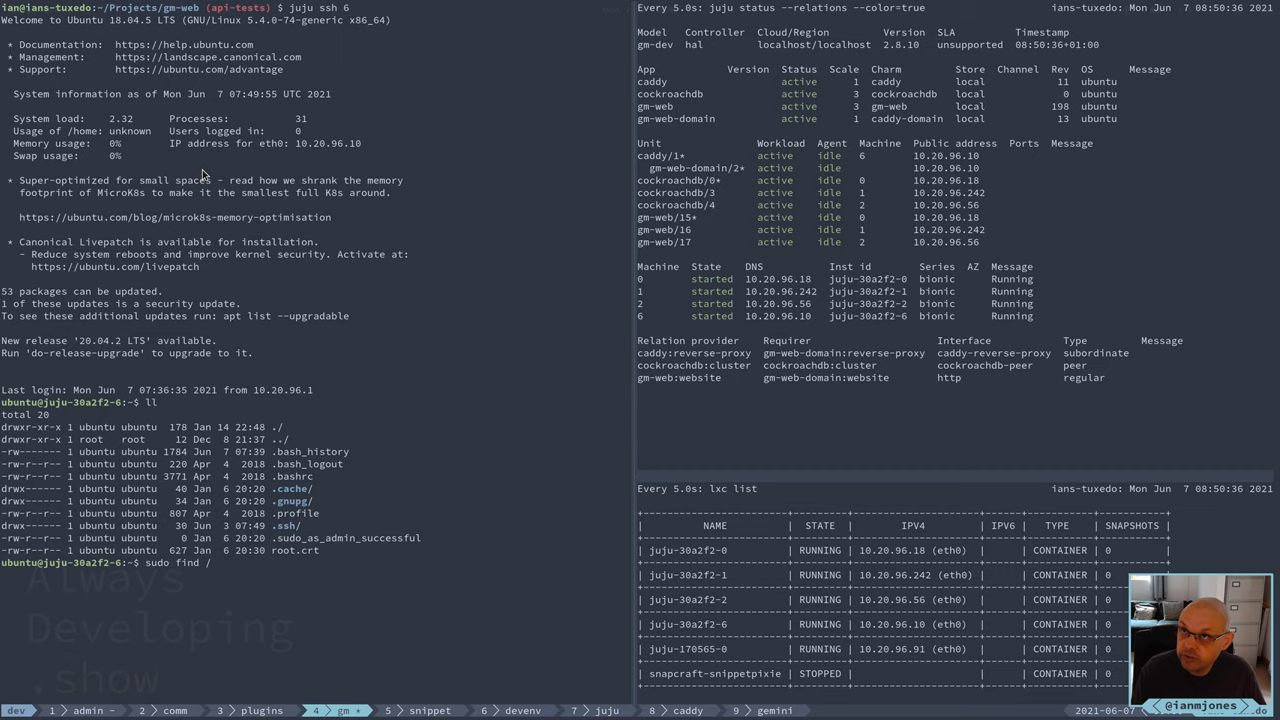 ian@ians-tuxedo:~/Projects/gm-web (api-tests) $ juju ssh 6
Welcome to Ubuntu 18.04.5 LTS (GNU/Linux 5.4.0-74-generic x86_64)
* Documentation:  https://help.ubuntu.com
* Management:     https://landscape.canonical.com
* Support:        https://ubuntu.com/advantage
System information as of Mon Jun  7 07:49:55 UTC 2021
System load:    2.32      Processes:           31
Usage of /home: unknown   Users logged in:     0
Memory usage:   0%        IP address for eth0: 10.20.96.10
Swap usage:     0%
* Super-optimized for small spaces - read how we shrank the memory
footprint of MicroK8s to make it the smallest full K8s around.
https://ubuntu.com/blog/microk8s-memory-optimisation
* Canonical Livepatch is available for installation.
- Reduce system reboots and improve kernel security. Activate at:
https://ubuntu.com/livepatch
53 packages can be updated.
1 of these updates is a security update.
To see these additional updates run: apt list --upgradable
New release '20.04.2 LTS' available.
Run 'do-release-upgrade' to upgrade to it.
Last login: Mon Jun  7 07:36:35 2021 from 10.20.96.1
ubuntu@juju-30a2f2-6:~$ ll
total 20
drwxr-xr-x 1 ubuntu ubuntu  178 Jan 14 22:48 ./
drwxr-xr-x 1 root   root     12 Dec  8 21:37 ../
-rw------- 1 ubuntu ubuntu 1784 Jun  7 07:39 .bash_history
-rw-r--r-- 1 ubuntu ubuntu  220 Apr  4  2018 .bash_logout
-rw-r--r-- 1 ubuntu ubuntu 3771 Apr  4  2018 .bashrc
drwx------ 1 ubuntu ubuntu   40 Jan  6 20:20 .cache/
drwx------ 1 ubuntu ubuntu   34 Jan  6 20:20 .gnupg/
-rw-r--r-- 1 ubuntu ubuntu  807 Apr  4  2018 .profile
drwx------ 1 ubuntu ubuntu   30 Jun  3 07:49 .ssh/
-rw-r--r-- 1 ubuntu ubuntu    0 Jan  6 20:20 .sudo_as_admin_successful
-rw-r--r-- 1 ubuntu ubuntu  627 Jan  6 20:30 root.crt
ubuntu@juju-30a2f2-6:~$ sudo find /
Always
Developing
.show
Every 5.0s: juju status --relations --color=true    ians-tuxedo: Mon Jun  7 08:50:36 2021
Model   Controller  Cloud/Region         Version  SLA          Timestamp
gm-dev  hal         localhost/localhost  2.8.10   unsupported  08:50:36+01:00
App            Version  Status  Scale  Charm         Store  Channel  Rev  OS      Message
caddy                   active      1  caddy         local            11  ubuntu
cockroachdb             active      3  cockroachdb   local             0  ubuntu
gm-web                  active      3  gm-web        local           198  ubuntu
gm-web-domain           active      1  caddy-domain  local            13  ubuntu
Unit                Workload  Agent  Machine  Public address  Ports  Message
caddy/1*            active    idle   6        10.20.96.10
gm-web-domain/2*  active    idle            10.20.96.10
cockroachdb/0*      active    idle   0        10.20.96.18
cockroachdb/3       active    idle   1        10.20.96.242
cockroachdb/4       active    idle   2        10.20.96.56
gm-web/15*          active    idle   0        10.20.96.18
gm-web/16           active    idle   1        10.20.96.242
gm-web/17           active    idle   2        10.20.96.56
Machine  State    DNS           Inst id        Series  AZ  Message
0        started  10.20.96.18   juju-30a2f2-0  bionic      Running
1        started  10.20.96.242  juju-30a2f2-1  bionic      Running
2        started  10.20.96.56   juju-30a2f2-2  bionic      Running
6        started  10.20.96.10   juju-30a2f2-6  bionic      Running
Relation provider    Requirer                     Interface            Type         Message
caddy:reverse-proxy  gm-web-domain:reverse-proxy  caddy-reverse-proxy  subordinate
cockroachdb:cluster  cockroachdb:cluster          cockroachdb-peer     peer
gm-web:website       gm-web-domain:website        http                 regular
Every 5.0s: lxc list    ians-tuxedo: Mon Jun  7 08:50:36 2021
| NAME | STATE | IPV4 | IPV6 | TYPE | SNAPSHOTS |
| juju-30a2f2-0 | RUNNING | 10.20.96.18 (eth0) | | CONTAINER | 0 |
| juju-30a2f2-1 | RUNNING | 10.20.96.242 (eth0) | | CONTAINER | 0
| juju-30a2f2-2 | RUNNING | 10.20.96.56 (eth0) | | CONTAINER | 0
| juju-30a2f2-6 | RUNNING | 10.20.96.10 (eth0) | | CONTAINER | 0
| juju-170565-0 | RUNNING | 10.20.96.91 (eth0) | | CONTAINER | 0
| snapcraft-snippetpixie | STOPPED | | | CONTAINER | 0
@ianmjones
dev 1 > admin - 2 > comm 3 > plugins 4 > gm * 5 > snippet 6 > devenv 7 > juju 8 > caddy 9 > gemini 2021-06-07